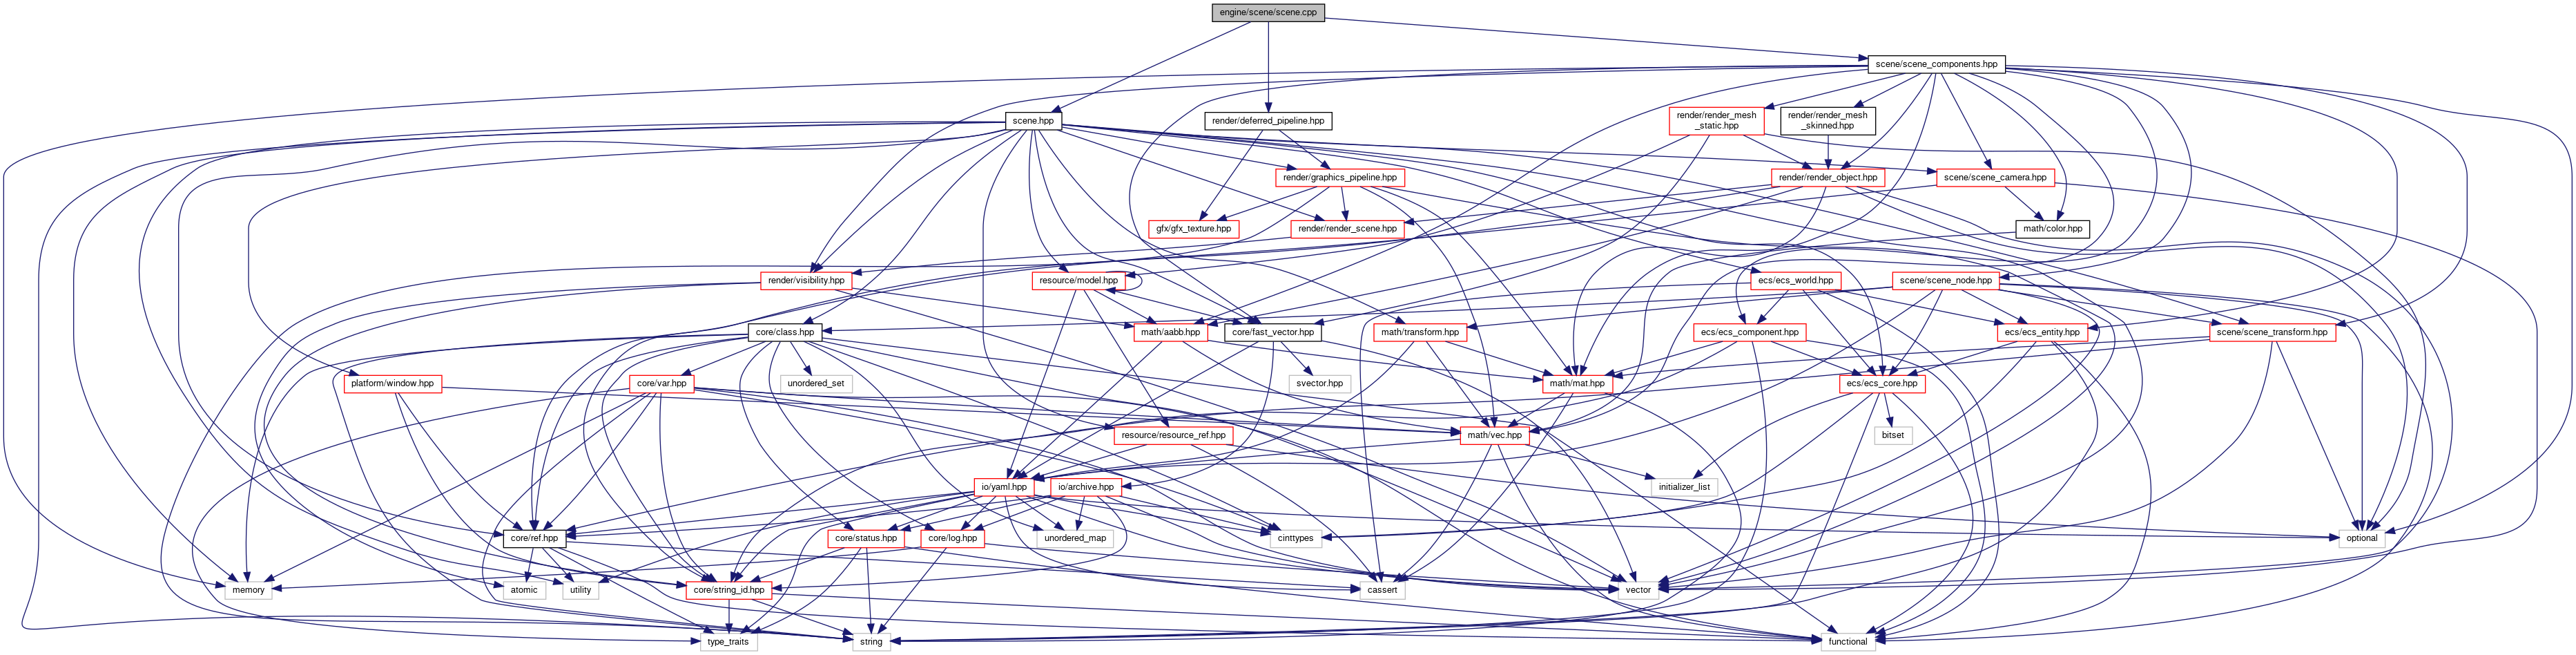 engine/scene/scene.cpp
scene/scene_components.hpp
scene.hpp
render/deferred_pipeline.hpp
render/render_mesh
_static.hpp
render/render_mesh
_skinned.hpp
render/graphics_pipeline.hpp
render/render_object.hpp
scene/scene_camera.hpp
gfx/gfx_texture.hpp
render/render_scene.hpp
math/color.hpp
render/visibility.hpp
resource/model.hpp
ecs/ecs_world.hpp
scene/scene_node.hpp
core/class.hpp
math/aabb.hpp
core/fast_vector.hpp
math/transform.hpp
ecs/ecs_component.hpp
ecs/ecs_entity.hpp
scene/scene_transform.hpp
platform/window.hpp
core/var.hpp
unordered_set
svector.hpp
math/mat.hpp
ecs/ecs_core.hpp
resource/resource_ref.hpp
math/vec.hpp
bitset
io/yaml.hpp
io/archive.hpp
initializer_list
core/ref.hpp
core/status.hpp
core/log.hpp
unordered_map
cinttypes
optional
memory
atomic
utility
core/string_id.hpp
cassert
vector
type_traits
string
functional